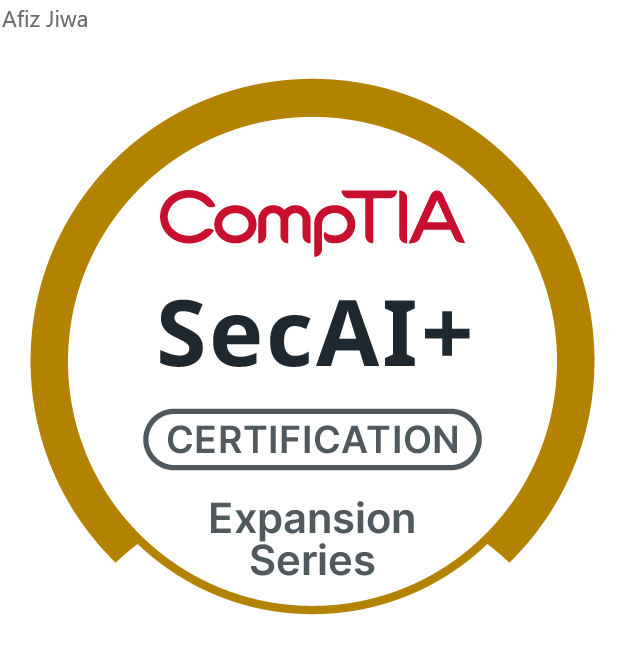 Afiz Jiwa
CompTIA
SecAI+
CERTIFICATION
Expansion
Series